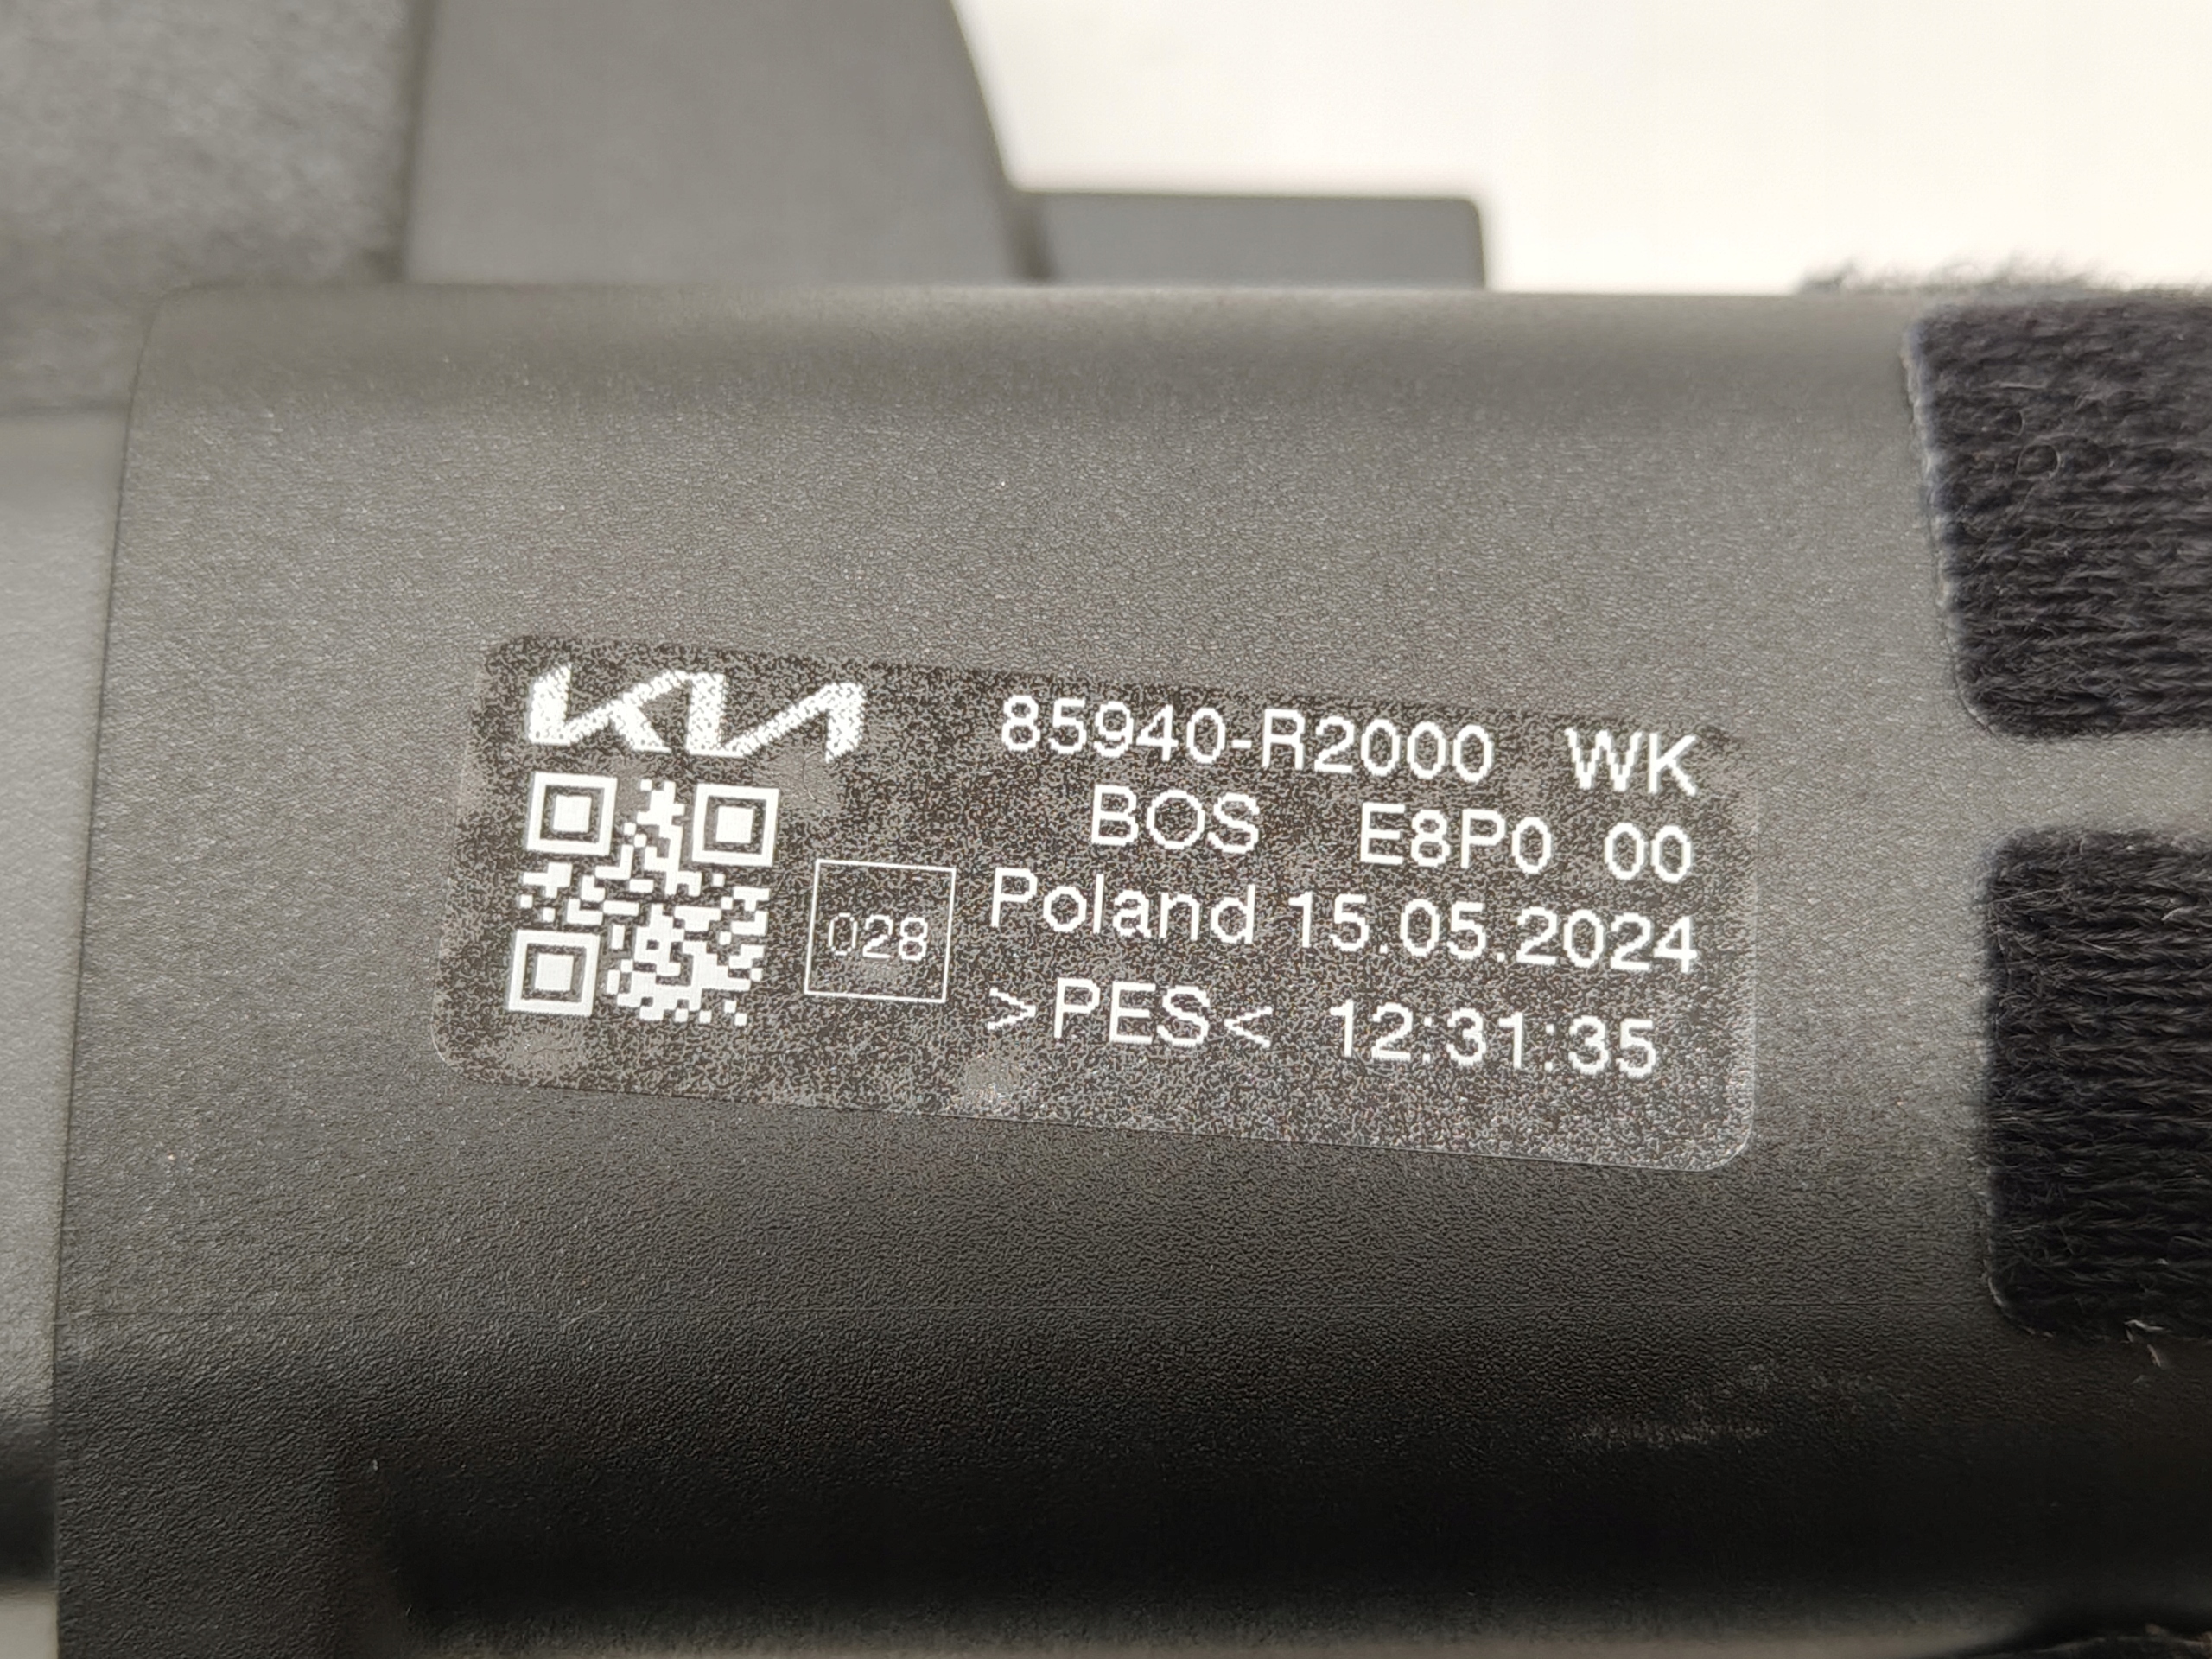 KIA 85940-R2000 WK
BOS E8P0 00
028 Poland 15.05.2024
>PES< 12:31:35